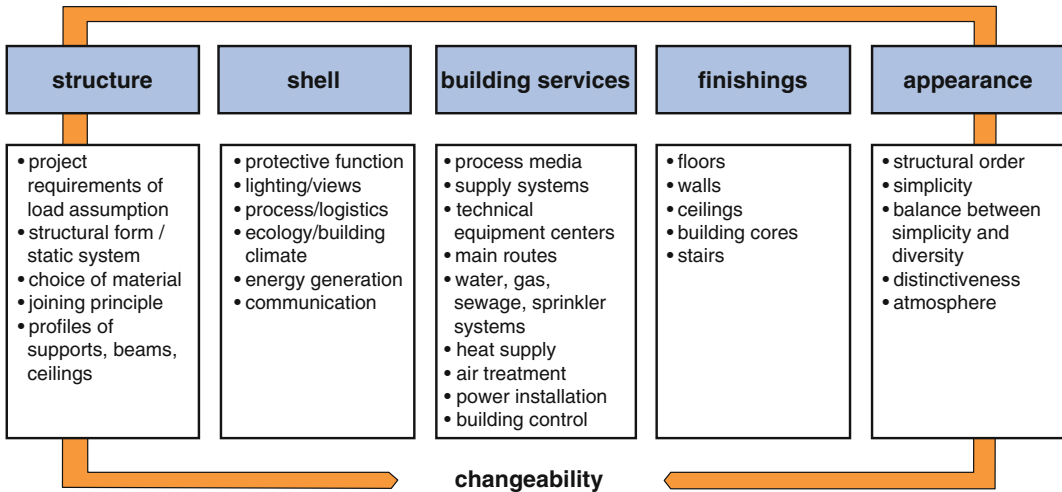 structure
• project
requirements of
load assumption
• structural form /
static system
• choice of material
• joining principle
• profiles of
supports, beams,
ceilings
shell
• protective function
• lighting/views
• process/logistics
• ecology/building
climate
• energy generation
• communication
building services
• process media
• supply systems
• technical
equipment centers
• main routes
• water, gas,
sewage, sprinkler
systems
• heat supply
• air treatment
• power installation
• building control
finishings
• floors
• walls
• ceilings
• building cores
• stairs
appearance
• structural order
• simplicity
• balance between
simplicity and
diversity
• distinctiveness
• atmosphere
changeability